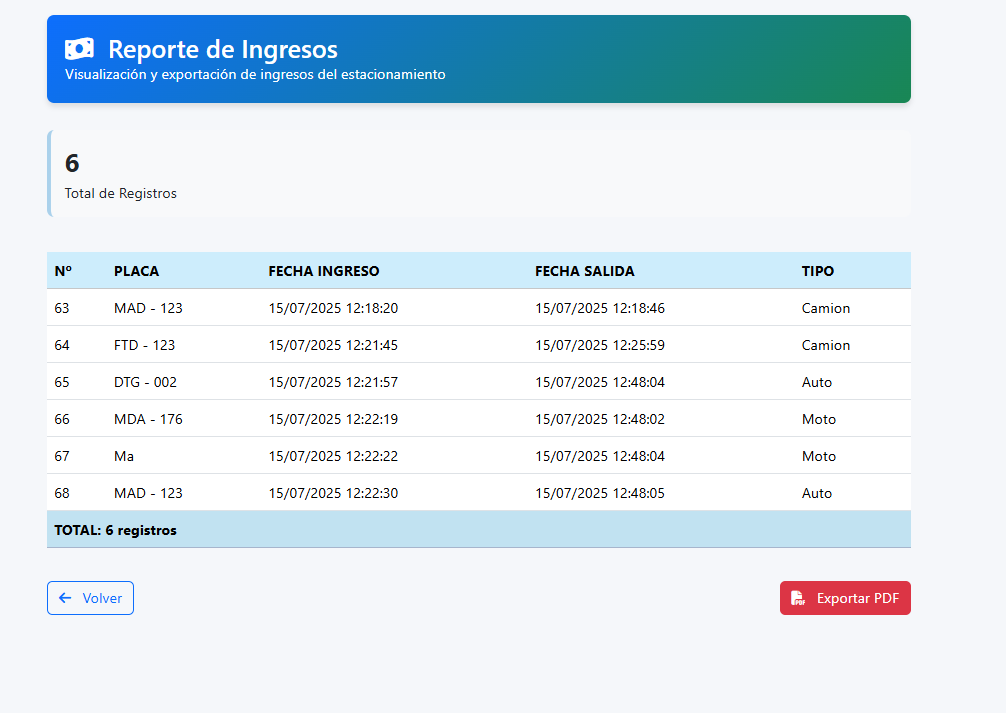 Reporte de Ingresos
Visualización y exportación de ingresos del estacionamiento
6
Total de Registros
Nº PLACA FECHA INGRESO FECHA SALIDA TIPO
63 MAD - 123 15/07/2025 12:18:20 15/07/2025 12:18:46 Camion
64 FTD - 123 15/07/2025 12:21:45 15/07/2025 12:25:59 Camion
65 DTG - 002 15/07/2025 12:21:57 15/07/2025 12:48:04 Auto
66 MDA - 176 15/07/2025 12:22:19 15/07/2025 12:48:02 Moto
67 Ma 15/07/2025 12:22:22 15/07/2025 12:48:04 Moto
68 MAD - 123 15/07/2025 12:22:30 15/07/2025 12:48:05 Auto
TOTAL: 6 registros
Volver Exportar PDF